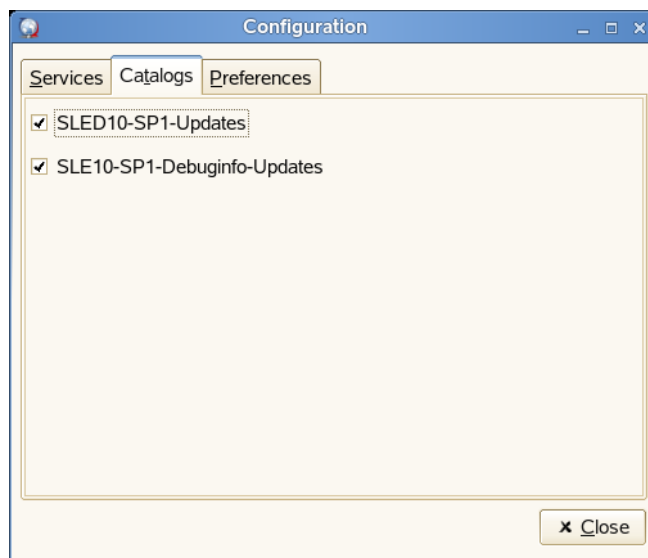 Configuration
Services Catalogs Preferences
SLED10-SP1-Updates
SLE10-SP1-Debuginfo-Updates
Close